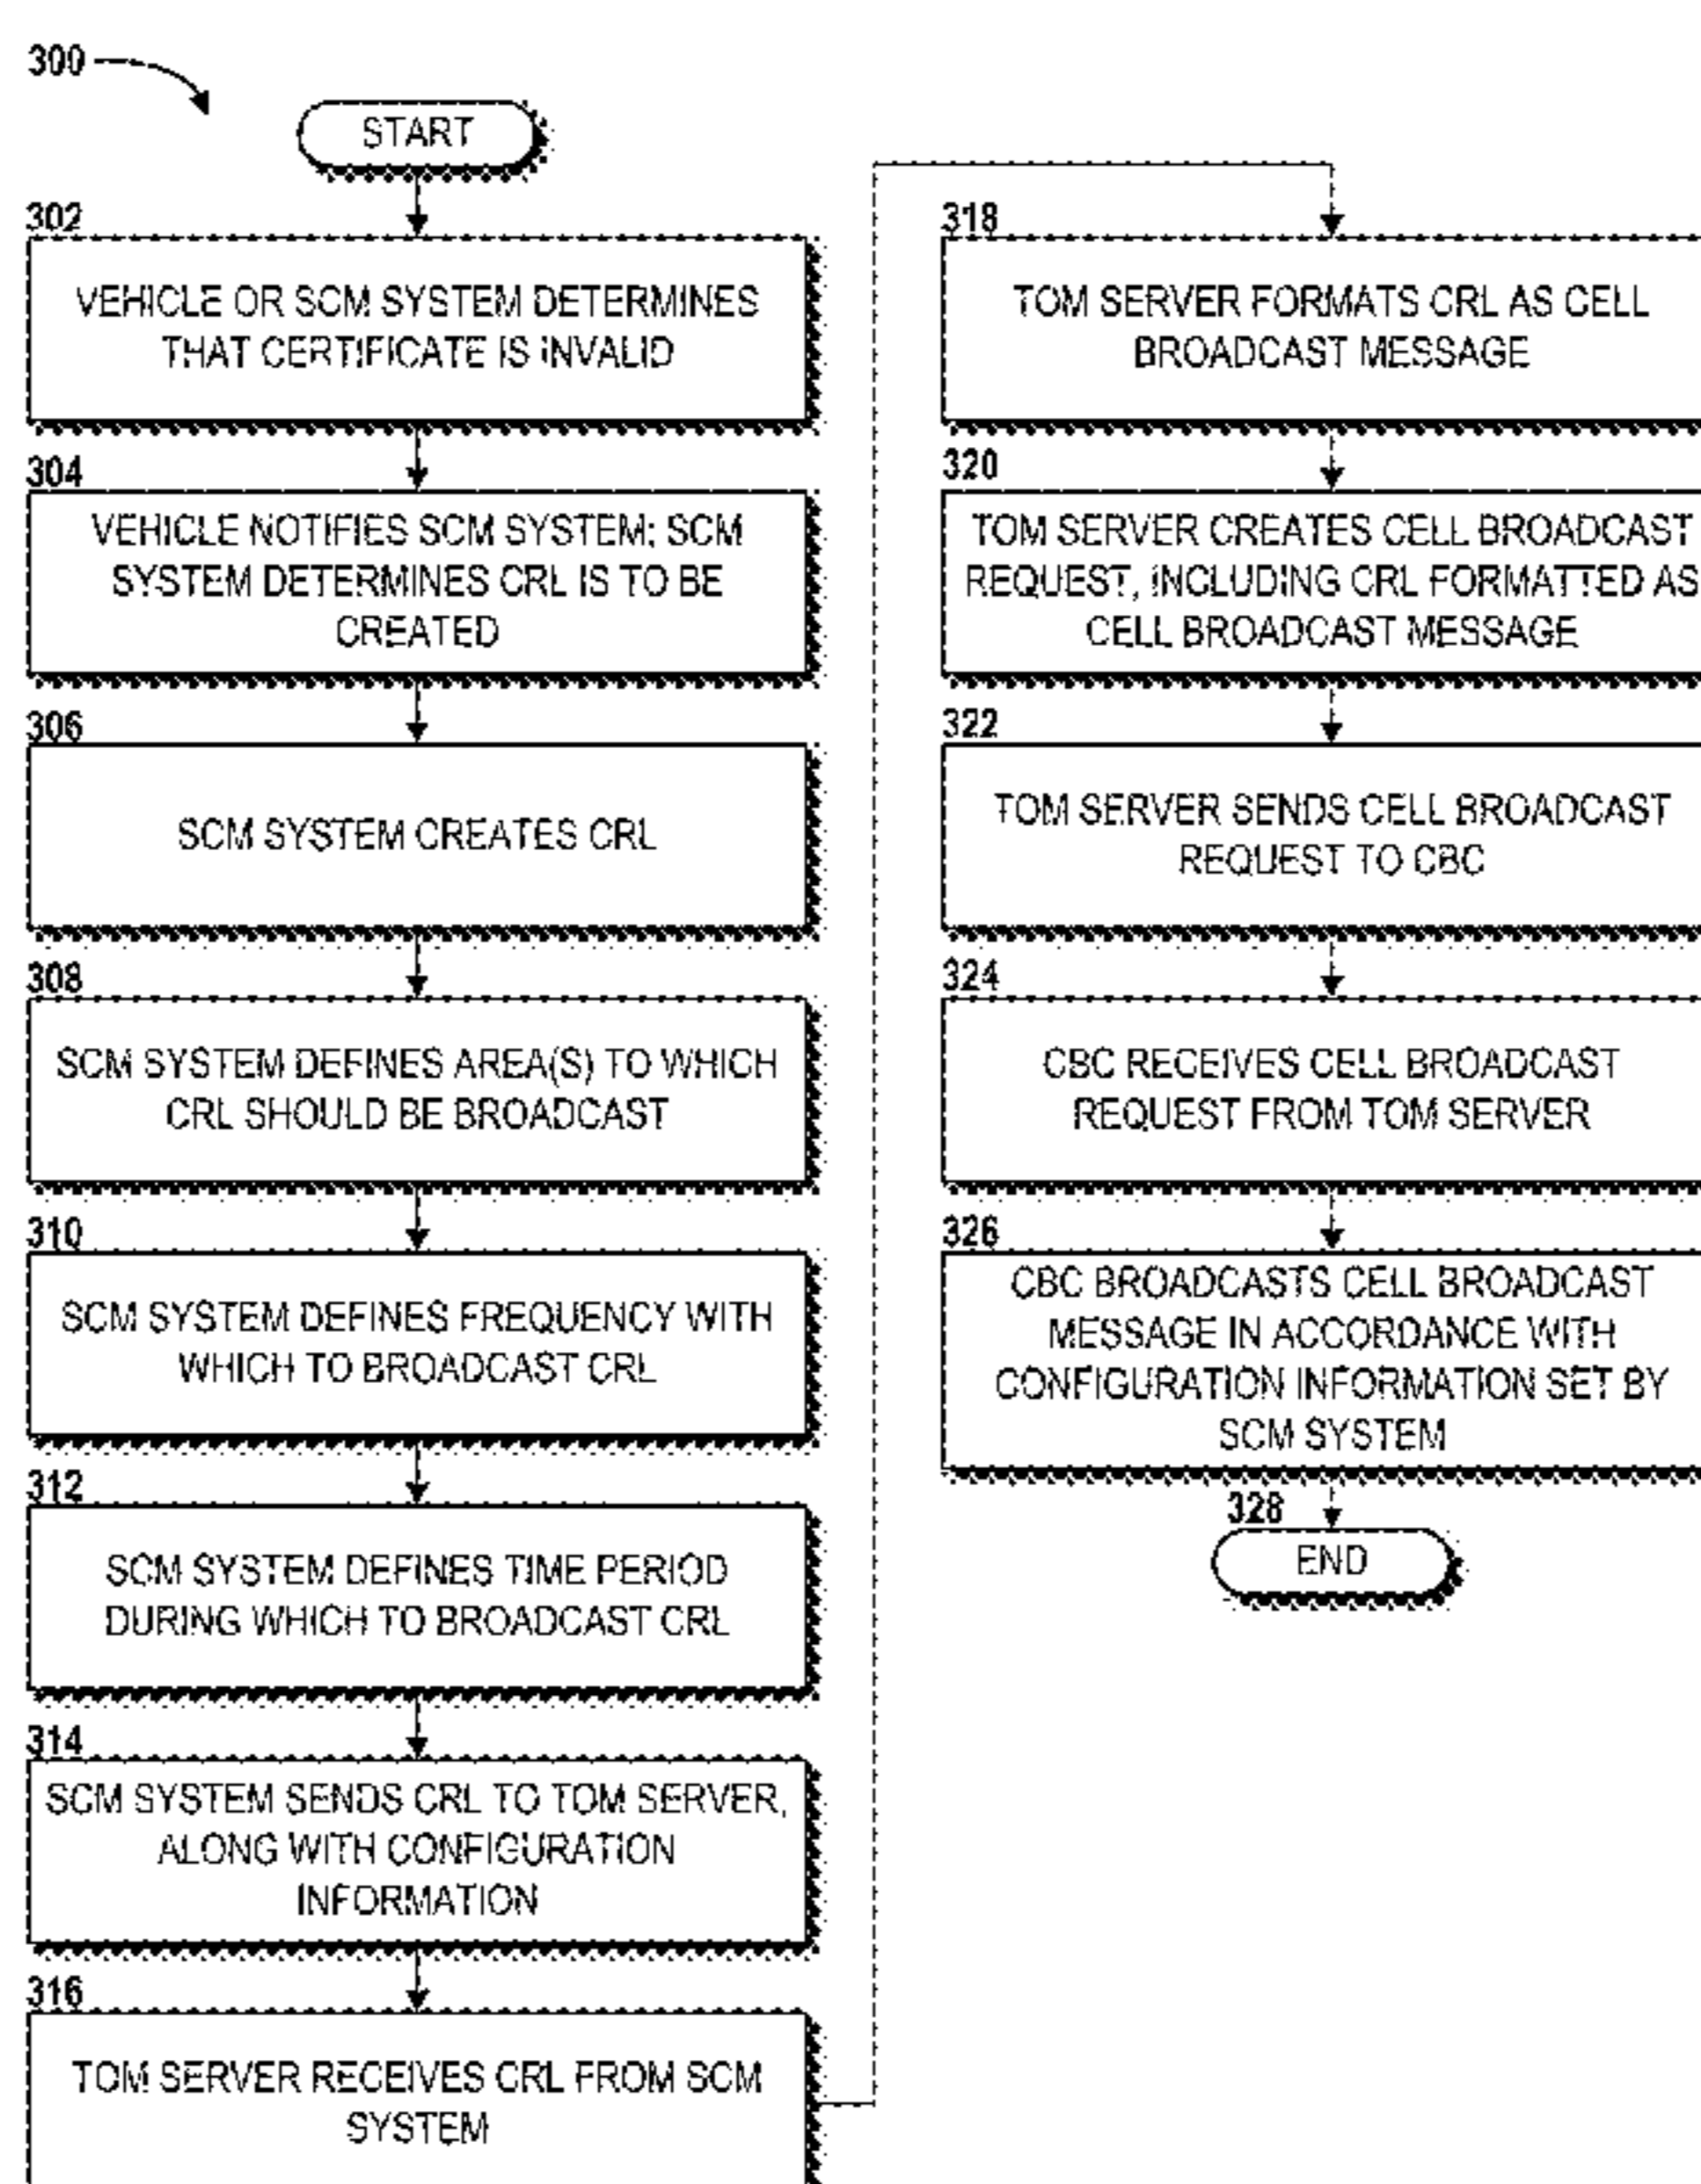 300
START
302
VEHICLE OR SCM SYSTEM DETERMINES
THAT CERTIFICATE IS INVALID
304
VEHICLE NOTIFIES SCM SYSTEM; SCM
SYSTEM DETERMINES CRL IS TO BE
CREATED
306
SCM SYSTEM CREATES CRL
308
SCM SYSTEM DEFINES AREA(S) TO WHICH
CRL SHOULD BE BROADCAST
310
SCM SYSTEM DEFINES FREQUENCY WITH
WHICH TO BROADCAST CRL
312
SCM SYSTEM DEFINES TIME PERIOD
DURING WHICH TO BROADCAST CRL
314
SCM SYSTEM SENDS CRL TO TOM SERVER,
ALONG WITH CONFIGURATION
INFORMATION
316
TOM SERVER RECEIVES CRL FROM SCM
SYSTEM
318
TOM SERVER FORMATS CRL AS CELL
BROADCAST MESSAGE
320
TOM SERVER CREATES CELL BROADCAST
REQUEST, INCLUDING CRL FORMATTED AS
CELL BROADCAST MESSAGE
322
TOM SERVER SENDS CELL BROADCAST
REQUEST TO CBC
324
CBC RECEIVES CELL BROADCAST
REQUEST FROM TOM SERVER
326
CBC BROADCASTS CELL BROADCAST
MESSAGE IN ACCORDANCE WITH
CONFIGURATION INFORMATION SET BY
SCM SYSTEM
328
END